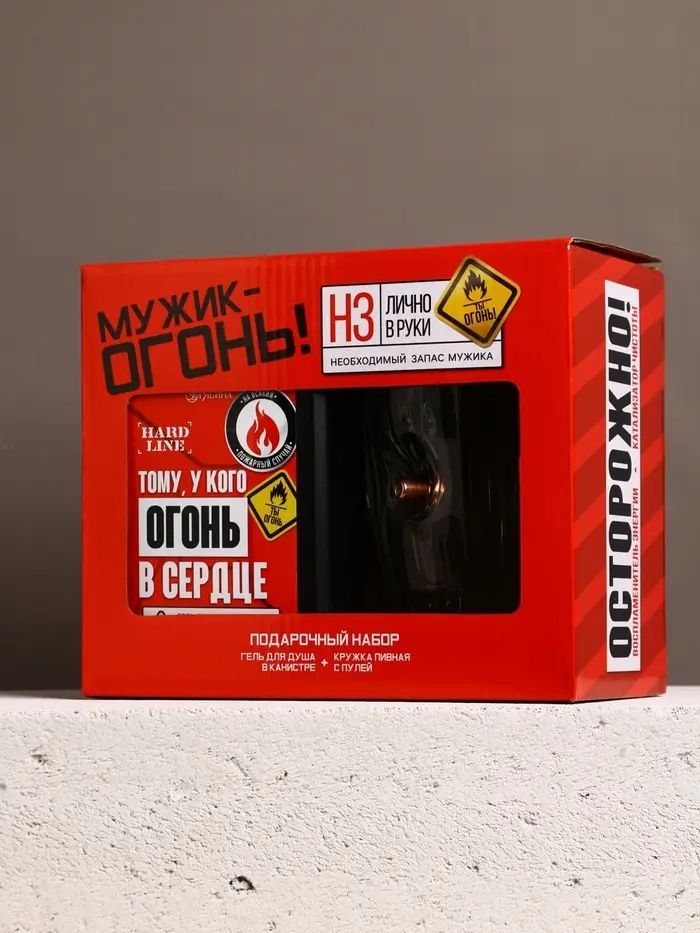 МУЖИК-
ОГОНЬ!
НЗ
ЛИЧНО
В РУКИ
НЕОБХОДИМЫЙ ЗАПАС МУЖИКА
ТЫ
ОГОНЬ!
HARD
LINE
НА ВСЯКИЙ
ПОЖАРНЫЙ СЛУЧАЙ
ТОМУ, У КОГО
ОГОНЬ
В СЕРДЦЕ
ТЫ
ОГОНЬ
ПОДАРОЧНЫЙ НАБОР
ГЕЛЬ ДЛЯ ДУША
В КАНИСТРЕ
+
КРУЖКА ПИВНАЯ
С ПУЛЕЙ
ОСТОРОЖНО!
ВОСПЛАМЕНИТЕЛЬ ЭНЕРГИИ - КАТАЛИЗАТОР ЧИСТОТЫ